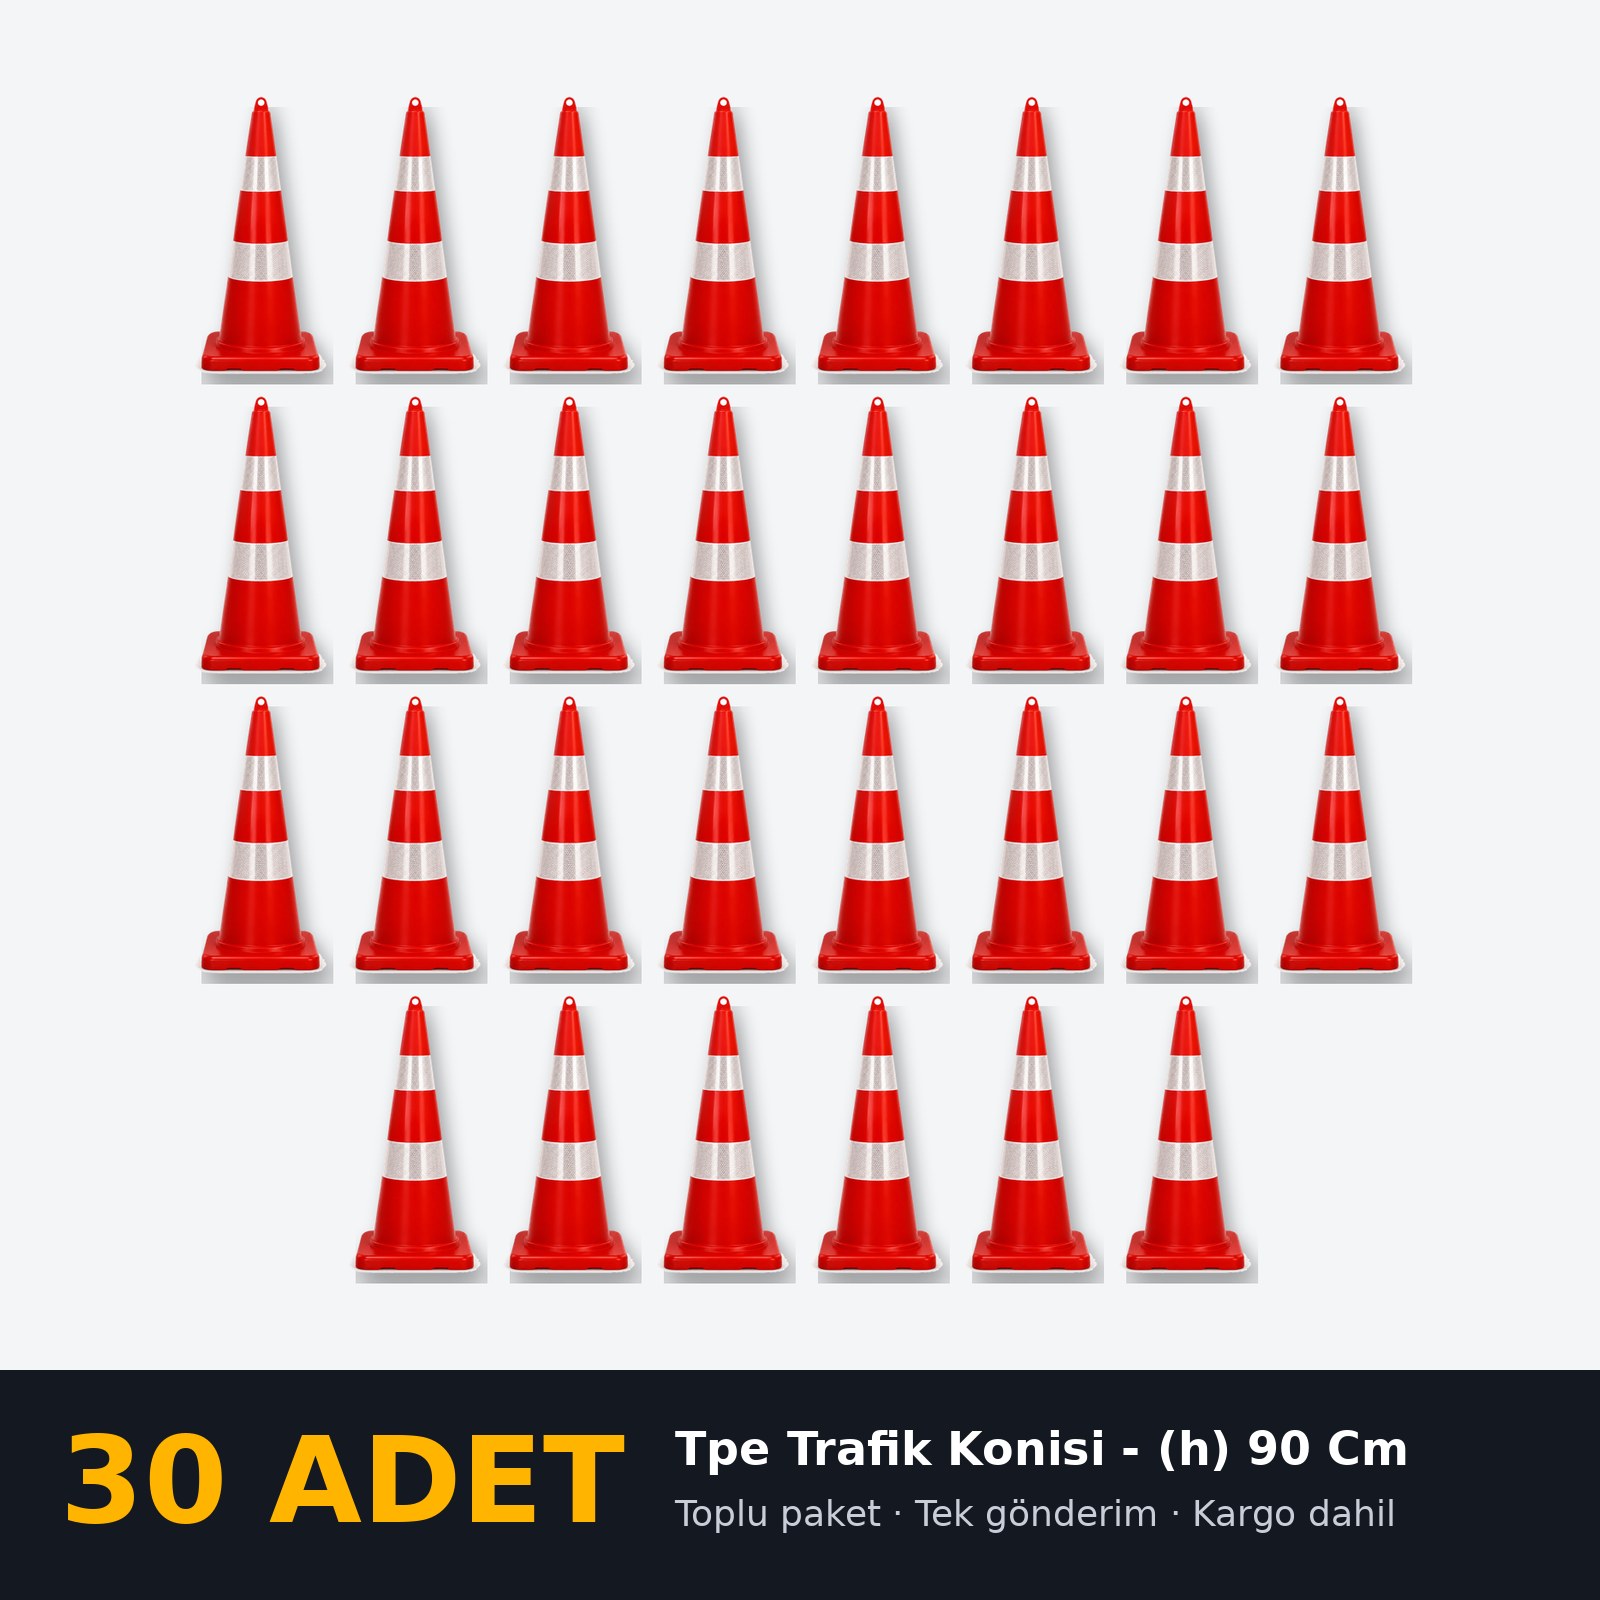 30 ADET
Tpe Trafik Konisi - (h) 90 Cm
Toplu paket · Tek gönderim · Kargo dahil